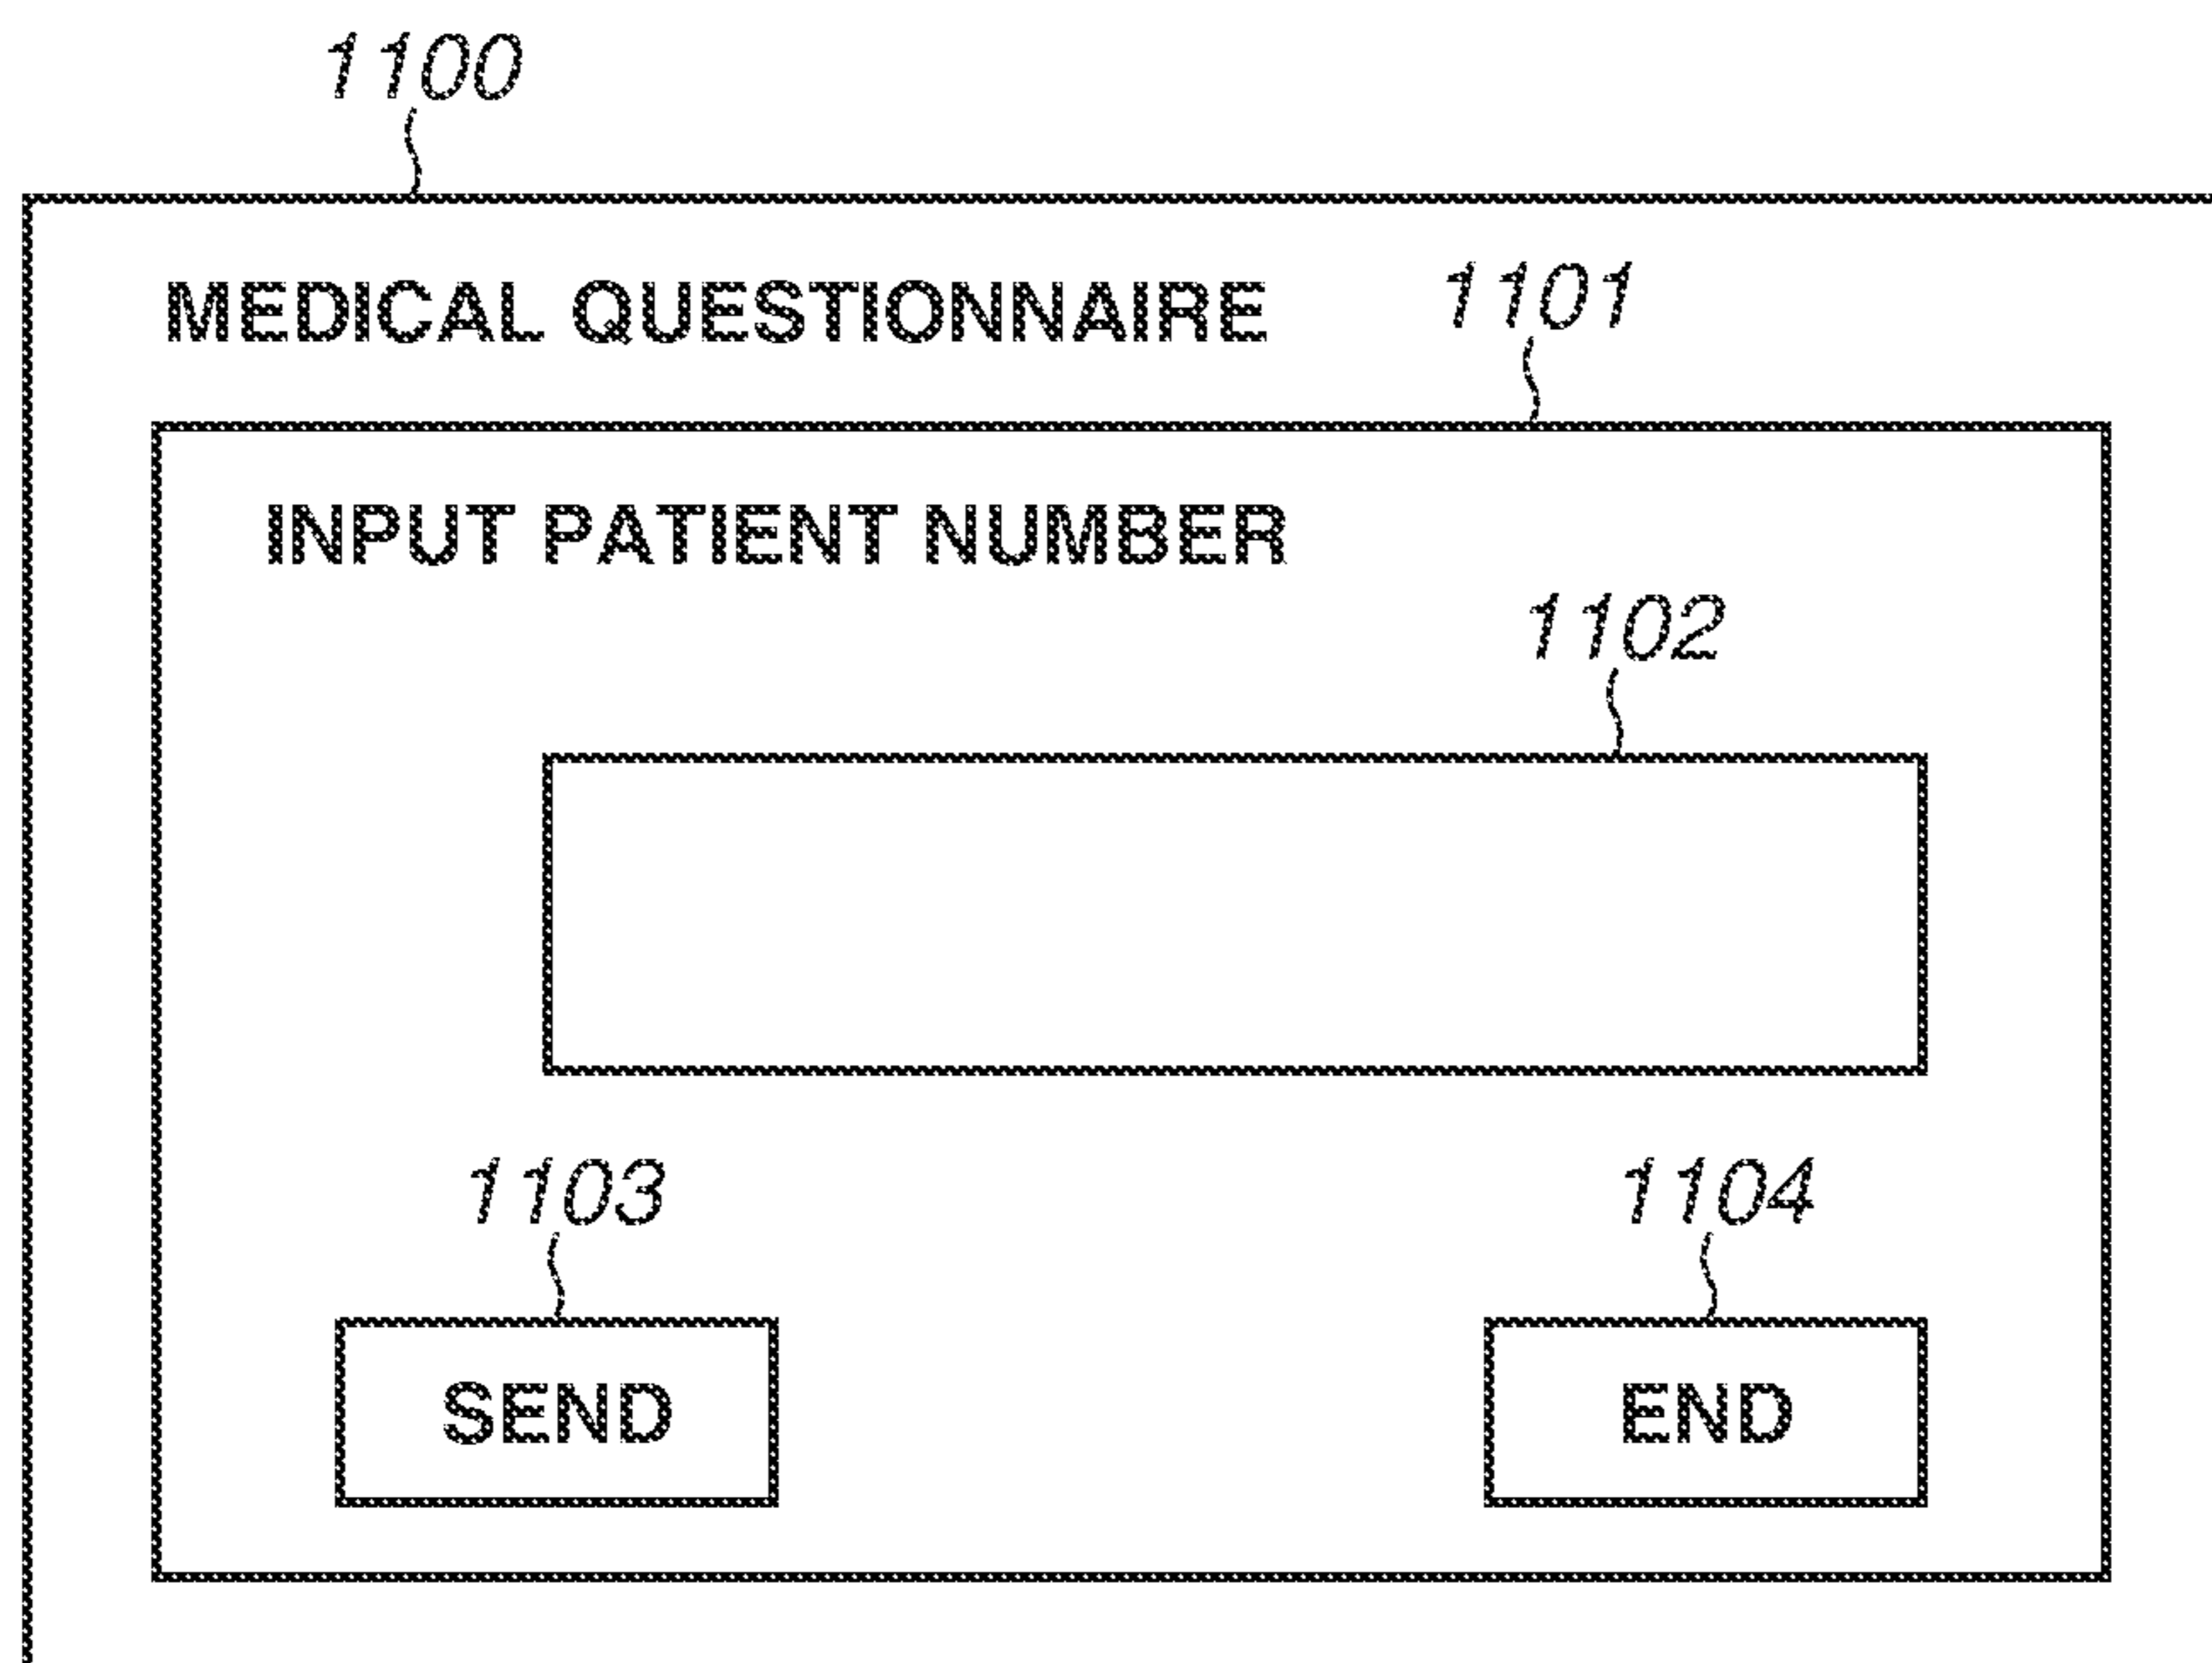 1100
MEDICAL QUESTIONNAIRE
1101
INPUT PATIENT NUMBER
1102
1103
1104
SEND
END